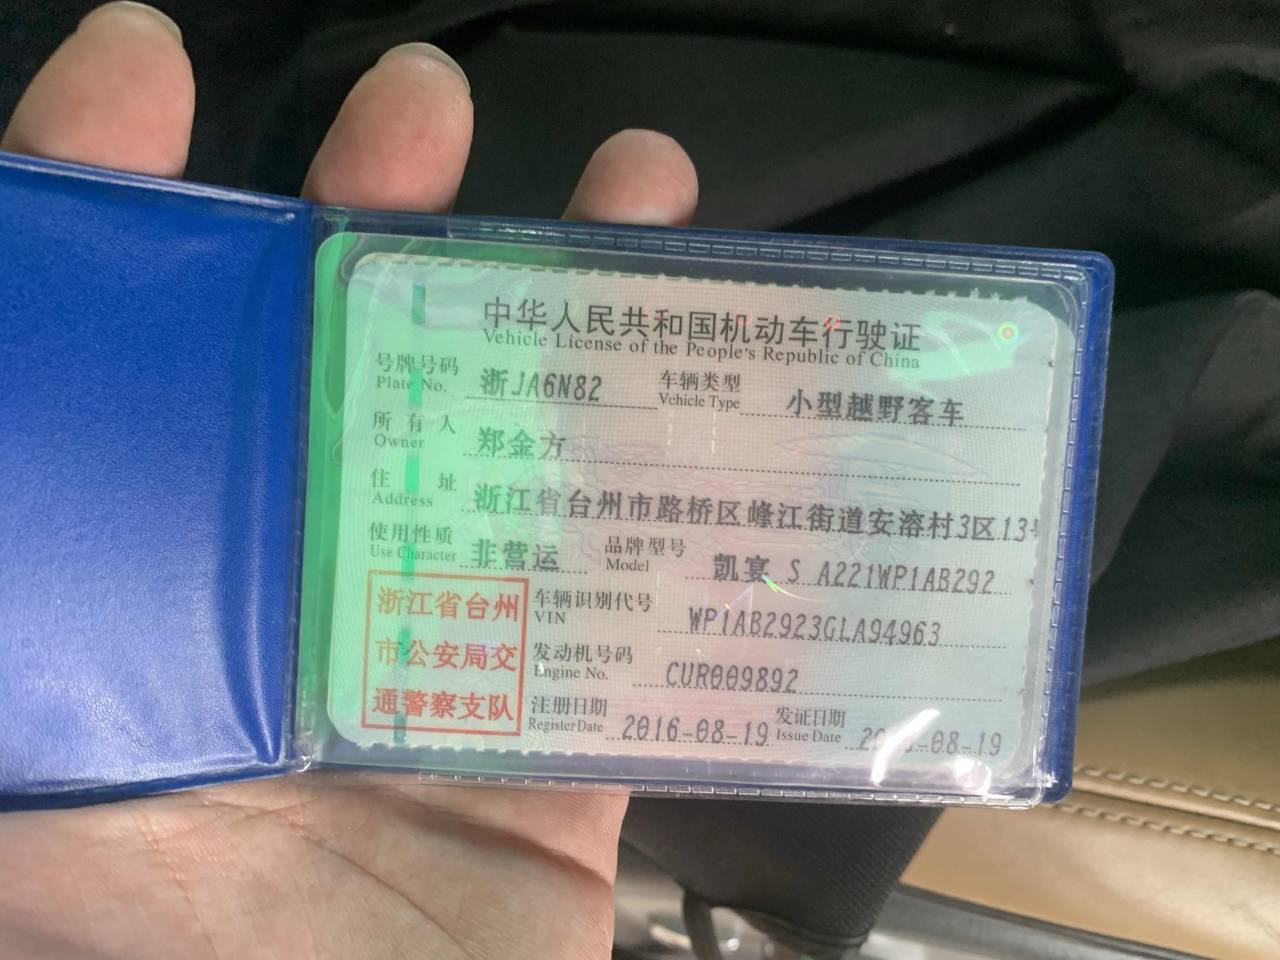 中华人民共和国机动车行驶证
Vehicle License of the People's Republic of China
号牌号码 浙JA6N82 车辆类型 小型越野客车
Plate No. Vehicle Type
所有人 郑金方
Owner
住址 浙江省台州市路桥区峰江街道安溶村3区13
Address
使用性质 非营运 品牌型号 凯宴 S A221WP1AB292
Use Character Model
浙江省台州
市公安局交
通警察支队
车辆识别代号 WP1AB2923GLA94963
VIN
发动机号码 CUR009892
Engine No.
注册日期 2016-08-19 发证日期 -08-19
Register Date Issue Date